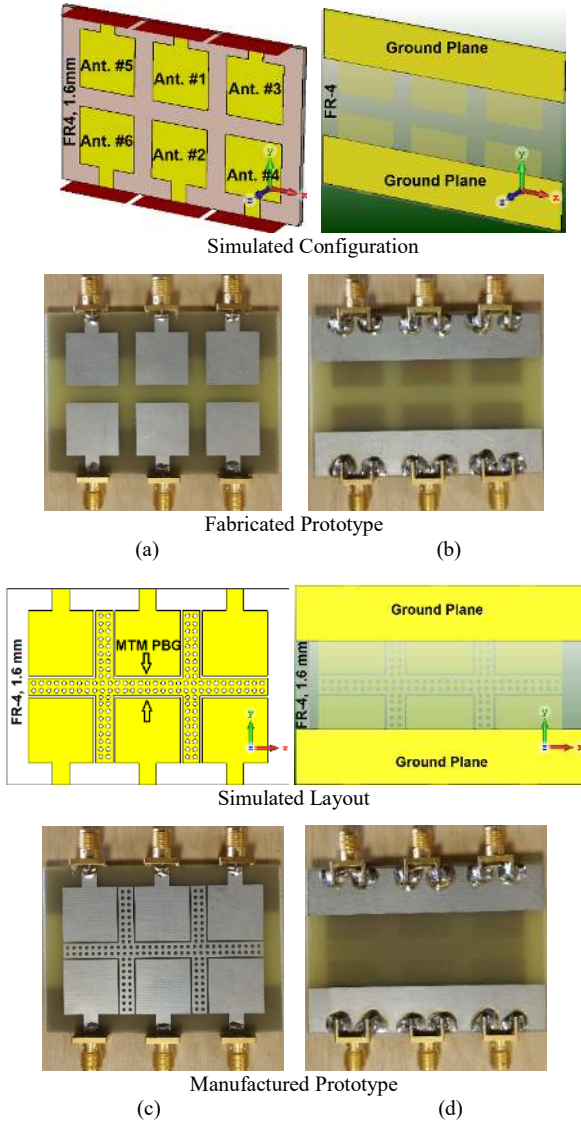 Ant. #5
Ant. #1
Ant. #3
Ant. #6
Ant. #2
Ant. #4
FR4, 1.6mm
y
x
z
Ground Plane
FR-4
Ground Plane
y
x
z
Simulated Configuration
Fabricated Prototype
(a) (b)
FR-4, 1.6 mm
MTM PBG
y
x
z
Ground Plane
FR-4, 1.6 mm
Ground Plane
y
x
z
Simulated Layout
Manufactured Prototype
(c) (d)